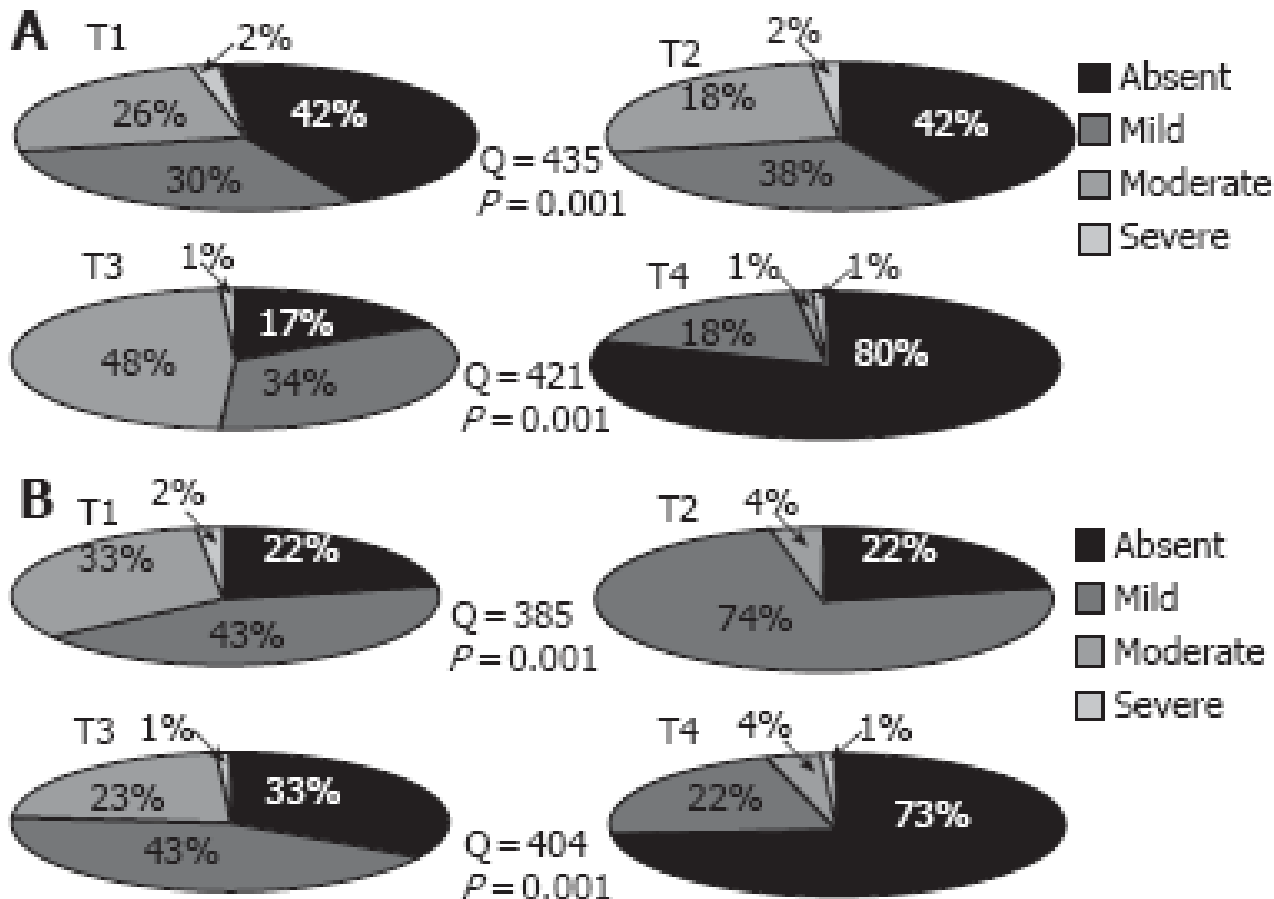 A
T1
2%
26%
42%
30%
Q = 435
P = 0.001
T2
2%
18%
42%
38%
Absent
Mild
Moderate
Severe
T3
1%
17%
48%
34%
Q = 421
P = 0.001
T4
1%
1%
18%
80%
B
T1
2%
33%
22%
43%
Q = 385
P = 0.001
T2
4%
22%
74%
Absent
Mild
Moderate
Severe
T3
1%
23%
33%
43%
Q = 404
P = 0.001
T4
4%
1%
22%
73%